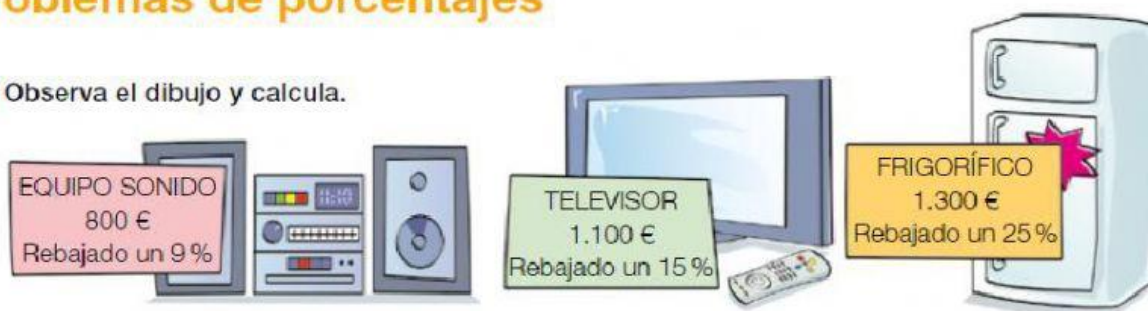 oblemas de porcentajes
Observa el dibujo y calcula.
EQUIPO SONIDO
800 €
Rebajado un 9 %
TELEVISOR
1.100 €
Rebajado un 15 %
FRIGORÍFICO
1.300 €
Rebajado un 25 %